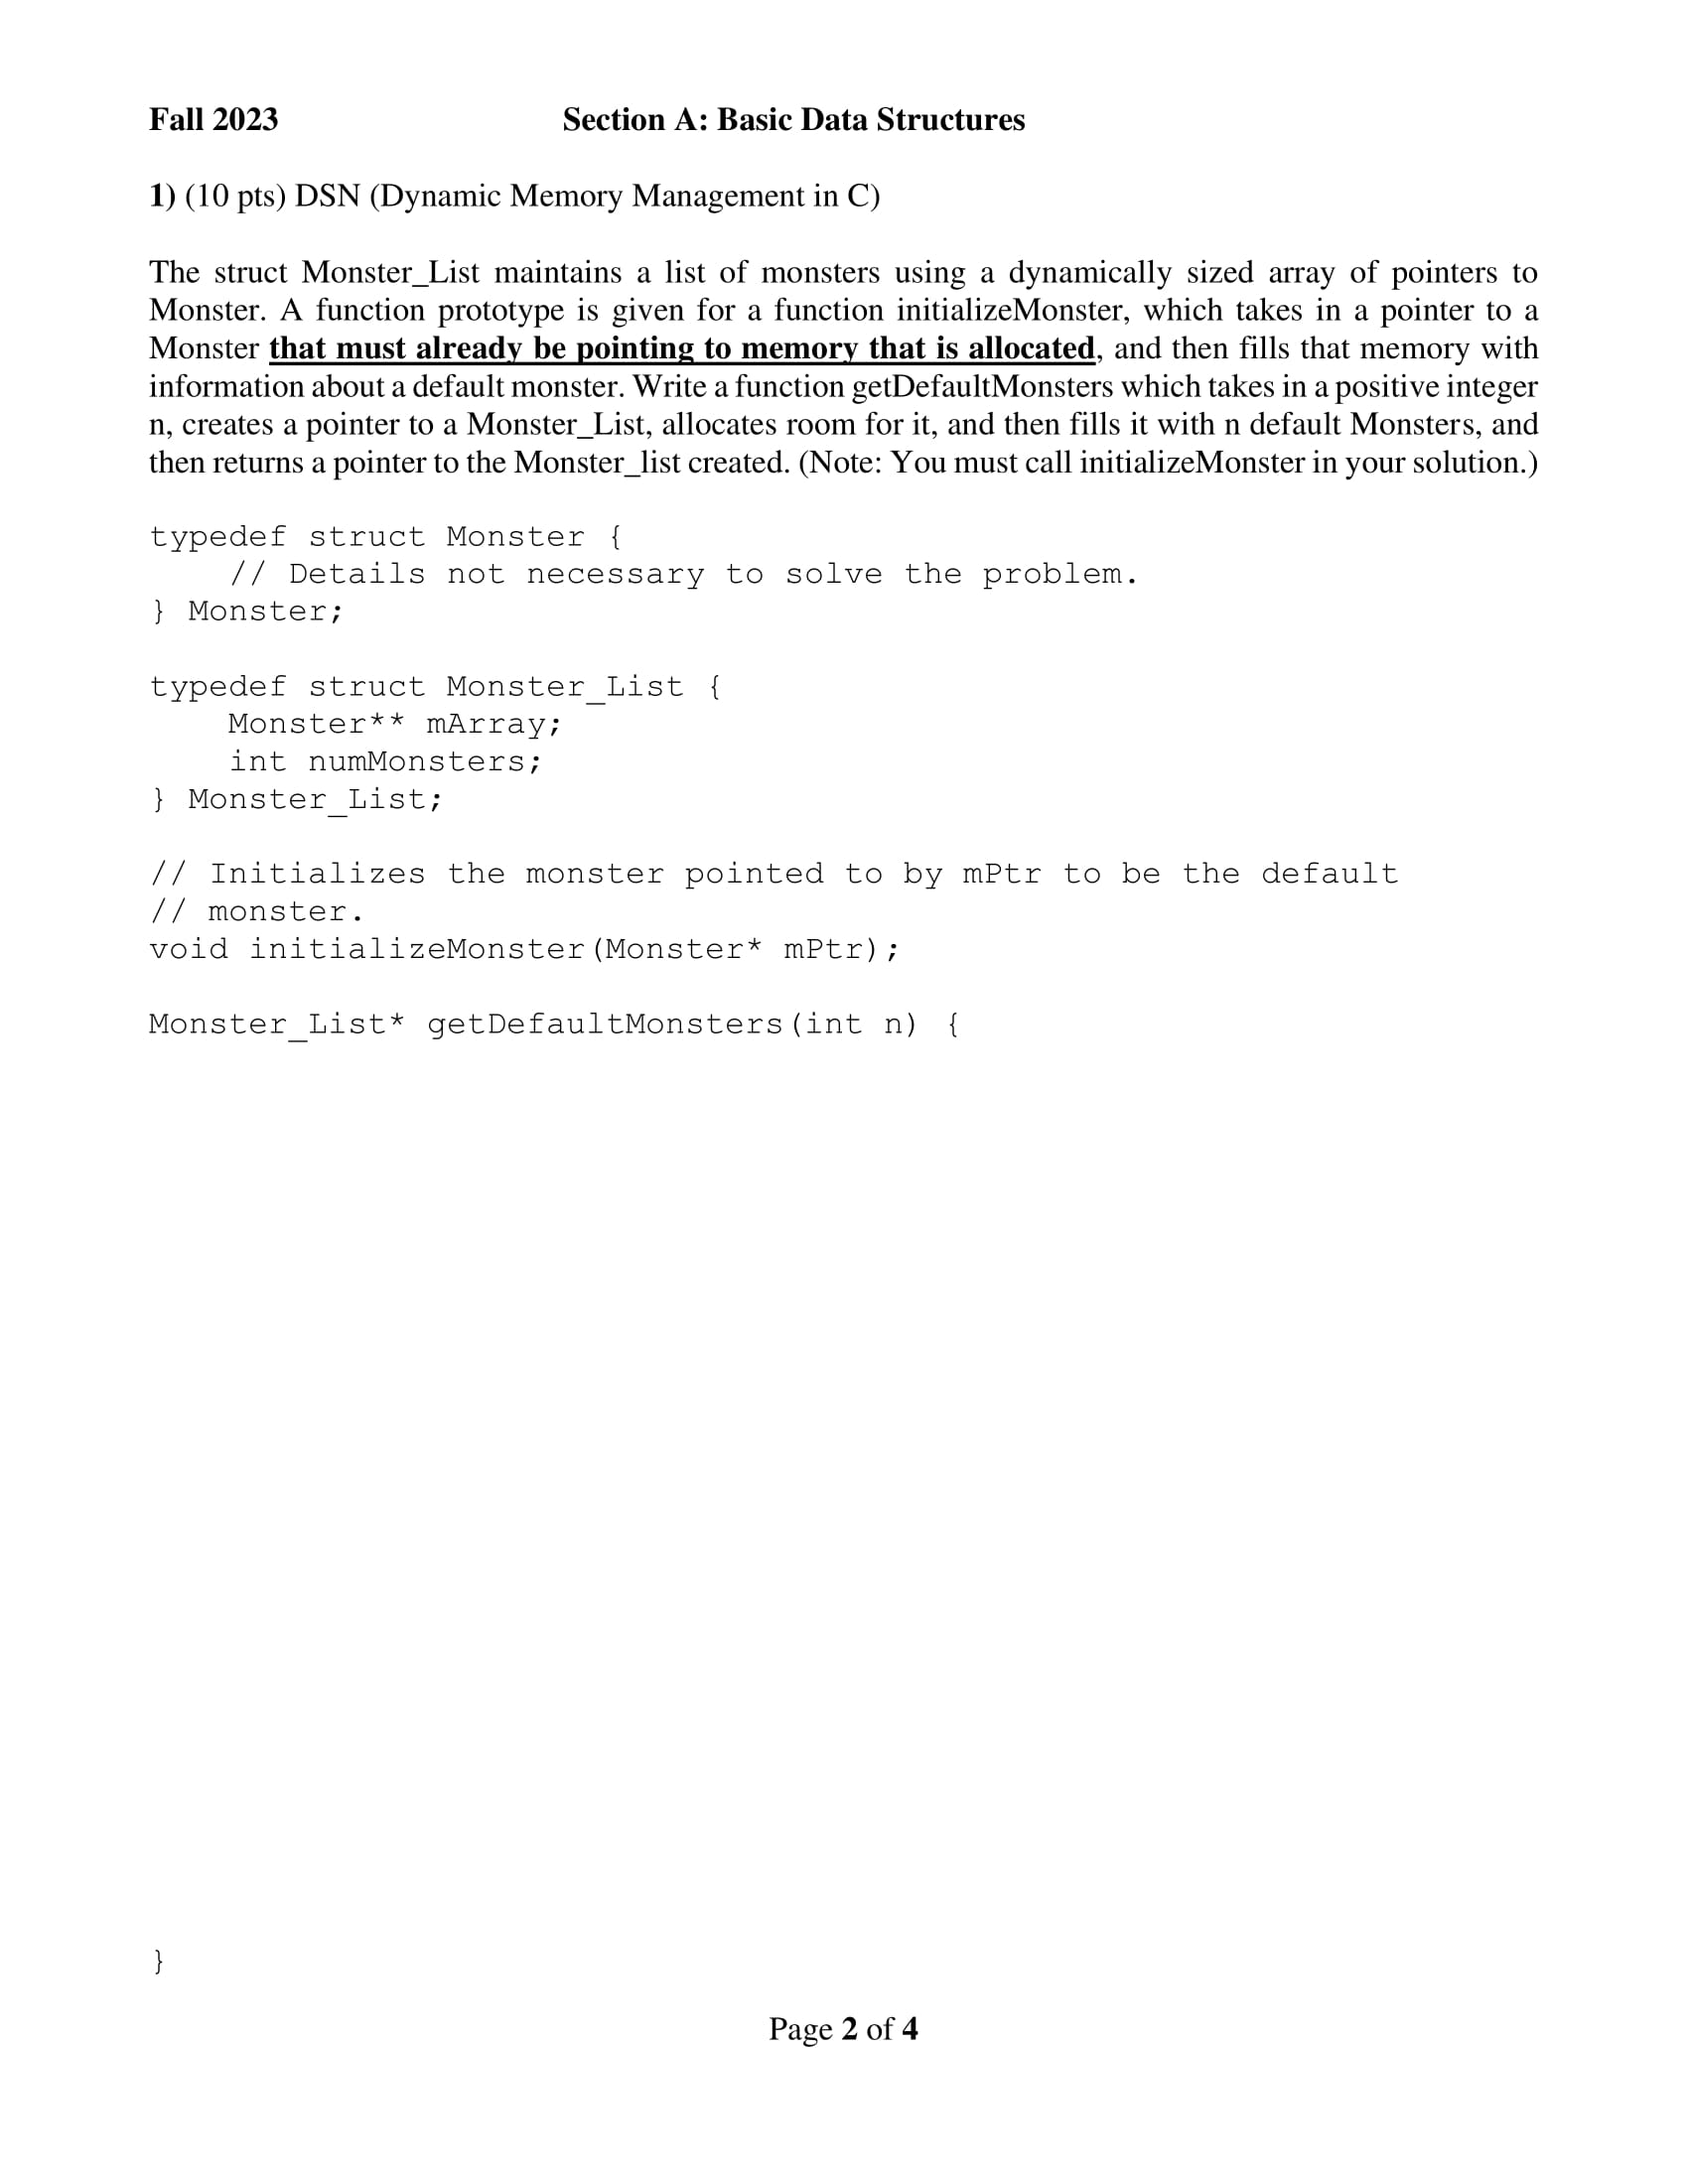 Fall 2023 Section A: Basic Data Structures
1) (10 pts) DSN (Dynamic Memory Management in C)
The struct Monster_List maintains a list of monsters using a dynamically sized array of pointers to
Monster. A function prototype is given for a function initializeMonster, which takes in a pointer to a
Monster that must already be pointing to memory that is allocated, and then fills that memory with
information about a default monster. Write a function getDefaultMonsters which takes in a positive integer
n, creates a pointer to a Monster_List, allocates room for it, and then fills it with n default Monsters, and
then returns a pointer to the Monster_list created. (Note: You must call initializeMonster in your solution.)
typedef struct Monster {
    // Details not necessary to solve the problem.
} Monster;
typedef struct Monster_List {
    Monster** mArray;
    int numMonsters;
} Monster_List;
// Initializes the monster pointed to by mPtr to be the default
// monster.
void initializeMonster(Monster* mPtr);
Monster_List* getDefaultMonsters(int n) {
}
Page 2 of 4